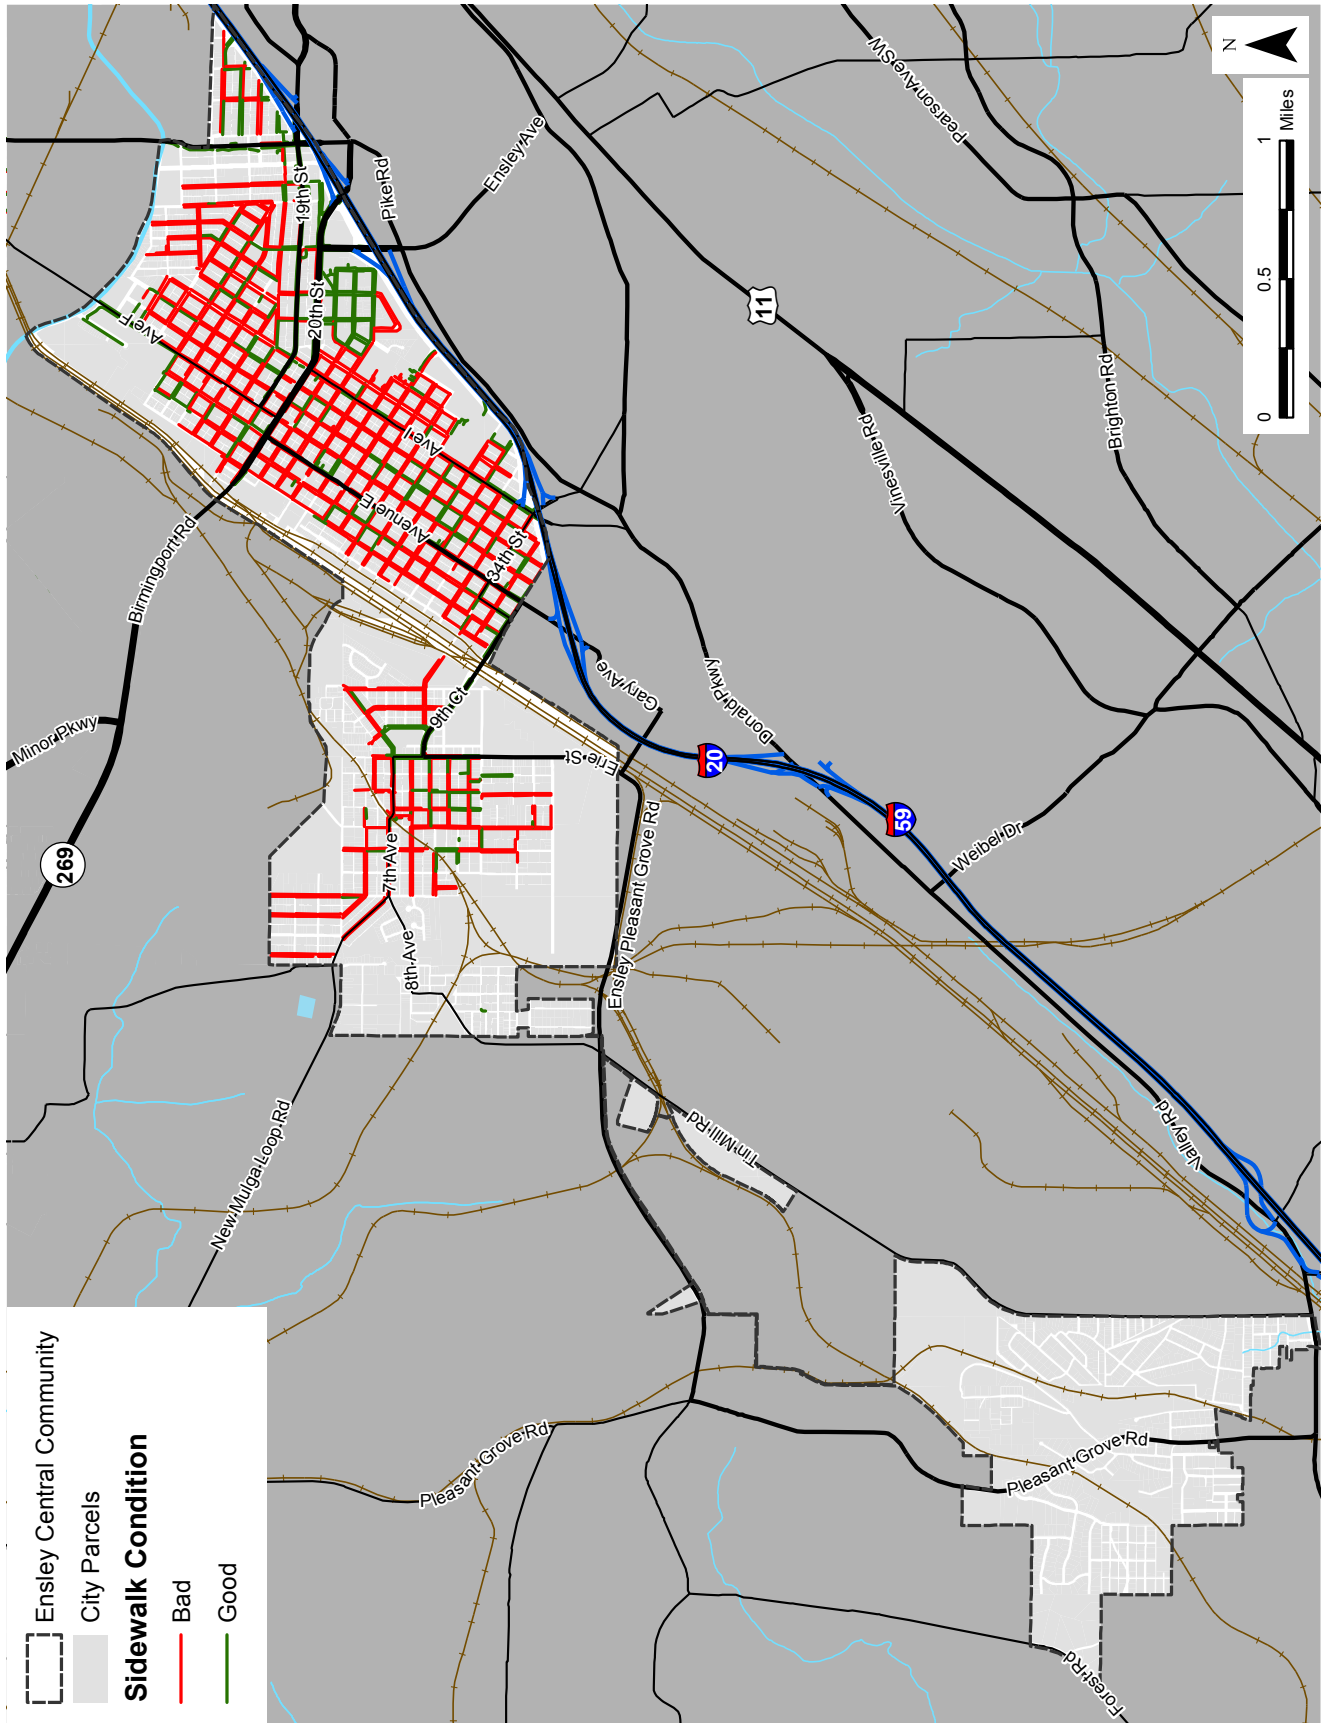 Ensley Central Community
City Parcels
Sidewalk Condition
Bad
Good
N
0
0.5
1
Miles
269
11
20
59
Minor Pkwy
Birmingport Rd
New Mulga Loop Rd
Pleasant Grove Rd
Pleasant Grove Rd
Forest Rd
Tin Mill Rd
Valley Rd
Weibel Dr
Donald Pkwy
Gary Ave
Erie St
Ensley Pleasant Grove Rd
9th Ct
7th Ave
8th Ave
34th St
Avenue E
Ave I
Ave F
20th St
19th St
Pike Rd
Ensley Ave
Pearson Ave SW
Vinesville Rd
Brighton Rd